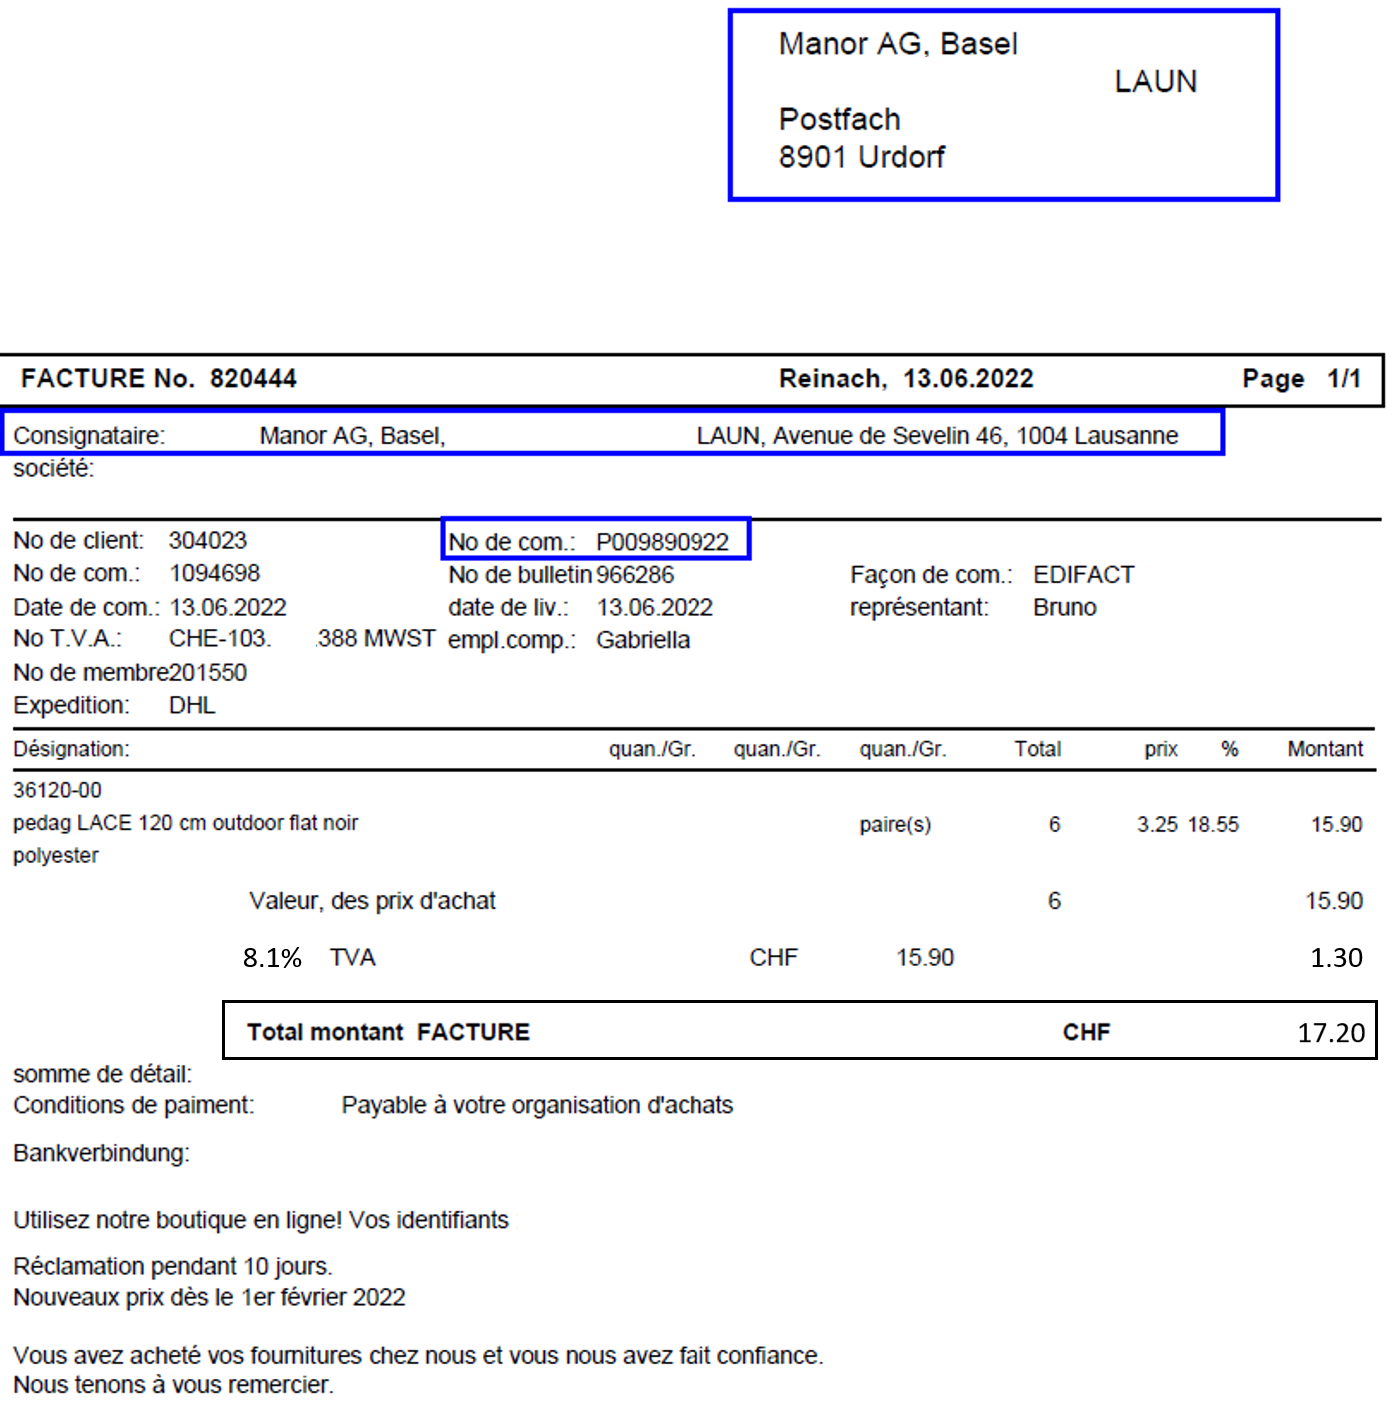 Manor AG, Basel
LAUN
Postfach
8901 Urdorf
FACTURE No. 820444 Reinach, 13.06.2022 Page 1/1
Consignataire: Manor AG, Basel, LAUN, Avenue de Sevelin 46, 1004 Lausanne
société:
No de client: 304023 No de com.: P009890922
No de com.: 1094698 No de bulletin 966286 Façon de com.: EDIFACT
Date de com.: 13.06.2022 date de liv.: 13.06.2022 représentant: Bruno
No T.V.A.: CHE-103. .388 MWST empl.comp.: Gabriella
No de membre 201550
Expedition: DHL
Désignation: quan./Gr. quan./Gr. quan./Gr. Total prix % Montant
36120-00
pedag LACE 120 cm outdoor flat noir paire(s) 6 3.25 18.55 15.90
polyester
Valeur, des prix d'achat 6 15.90
8.1% TVA CHF 15.90 1.30
Total montant FACTURE CHF 17.20
somme de détail:
Conditions de paiment: Payable à votre organisation d'achats
Bankverbindung:
Utilisez notre boutique en ligne! Vos identifiants
Réclamation pendant 10 jours.
Nouveaux prix dès le 1er février 2022
Vous avez acheté vos fournitures chez nous et vous nous avez fait confiance.
Nous tenons à vous remercier.